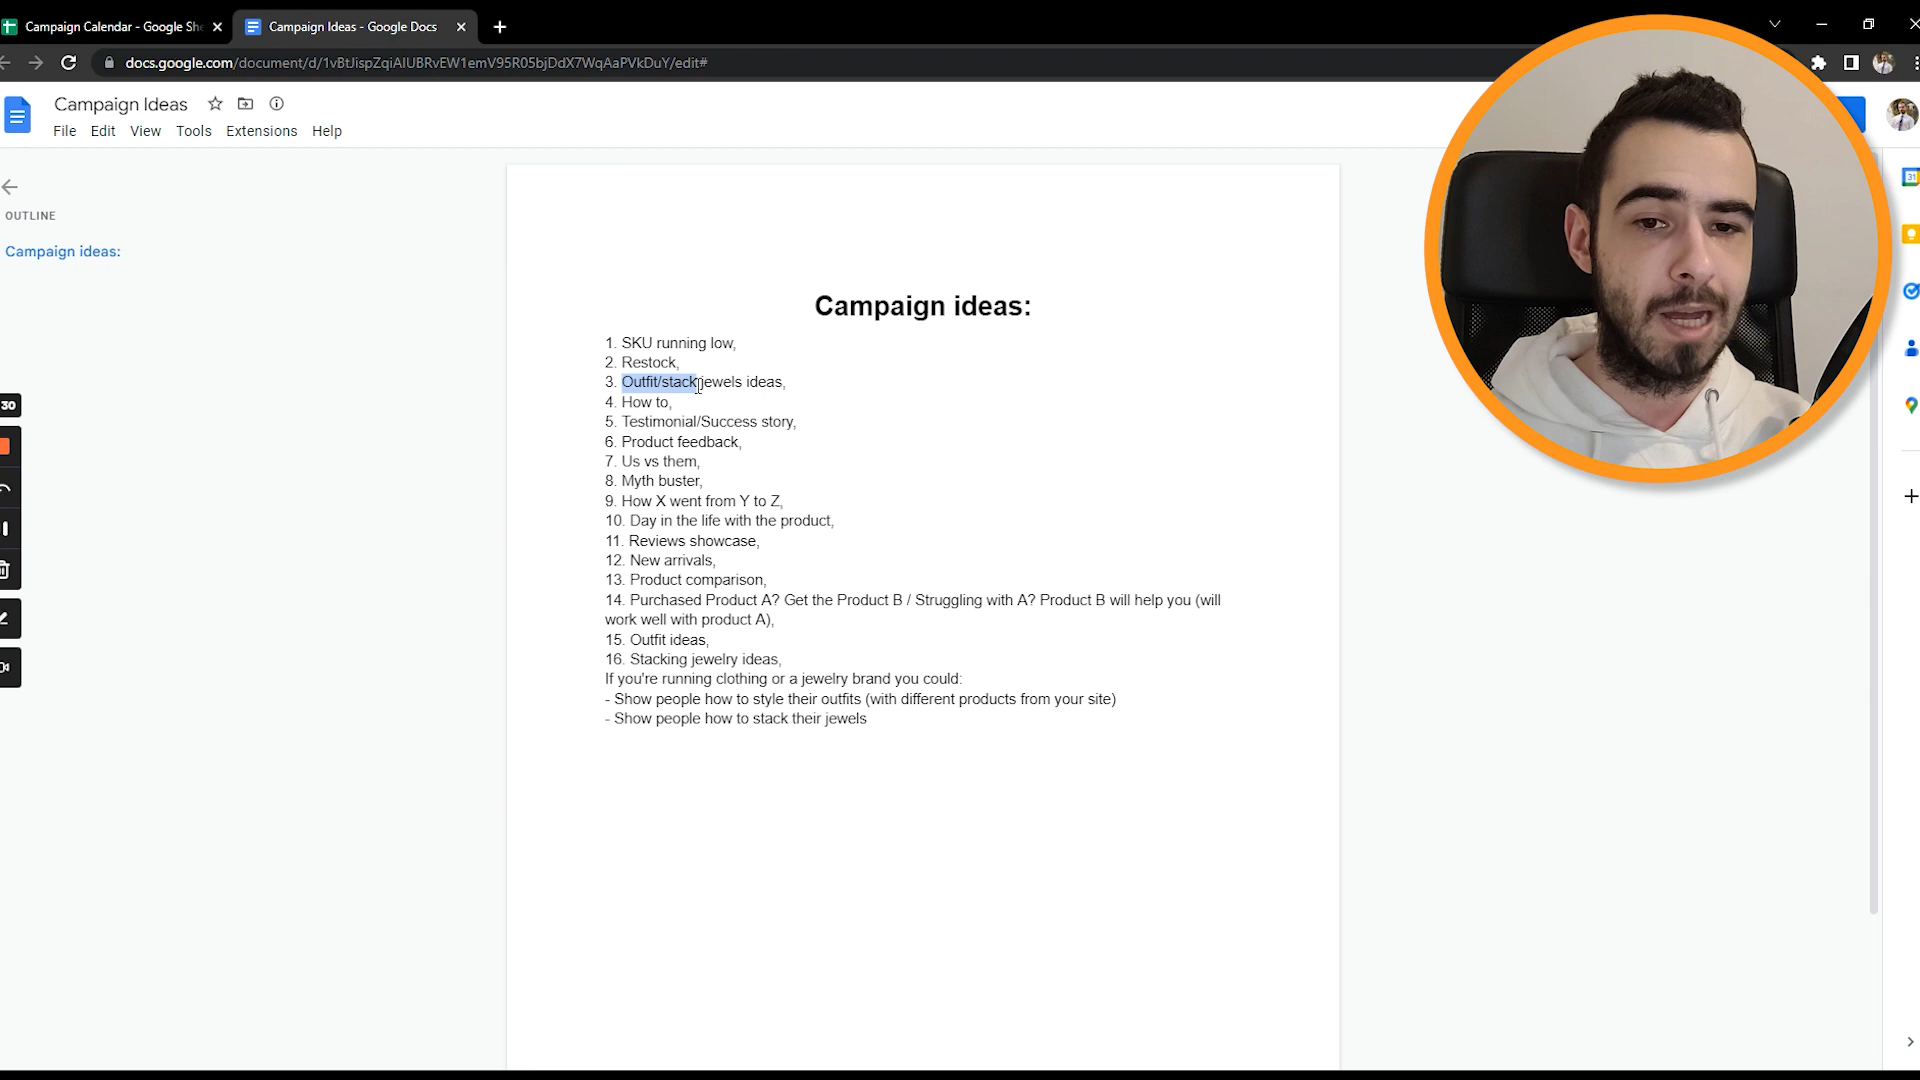 Campaign Calendar - Google She
Campaign Ideas - Google Docs
docs.google.com/document/d/1vBtJispZqiAIUBRvEW1emV95R05bjDdX7WqAaPVkDuY/edit#
Campaign Ideas
File Edit View Tools Extensions Help
OUTLINE
Campaign ideas:
30
31
Campaign ideas:
1. SKU running low,
2. Restock,
3. Outfit/stack jewels ideas,
4. How to,
5. Testimonial/Success story,
6. Product feedback,
7. Us vs them,
8. Myth buster,
9. How X went from Y to Z,
10. Day in the life with the product,
11. Reviews showcase,
12. New arrivals,
13. Product comparison,
14. Purchased Product A? Get the Product B / Struggling with A? Product B will help you (will
work well with product A),
15. Outfit ideas,
16. Stacking jewelry ideas,
If you're running clothing or a jewelry brand you could:
- Show people how to style their outfits (with different products from your site)
- Show people how to stack their jewels